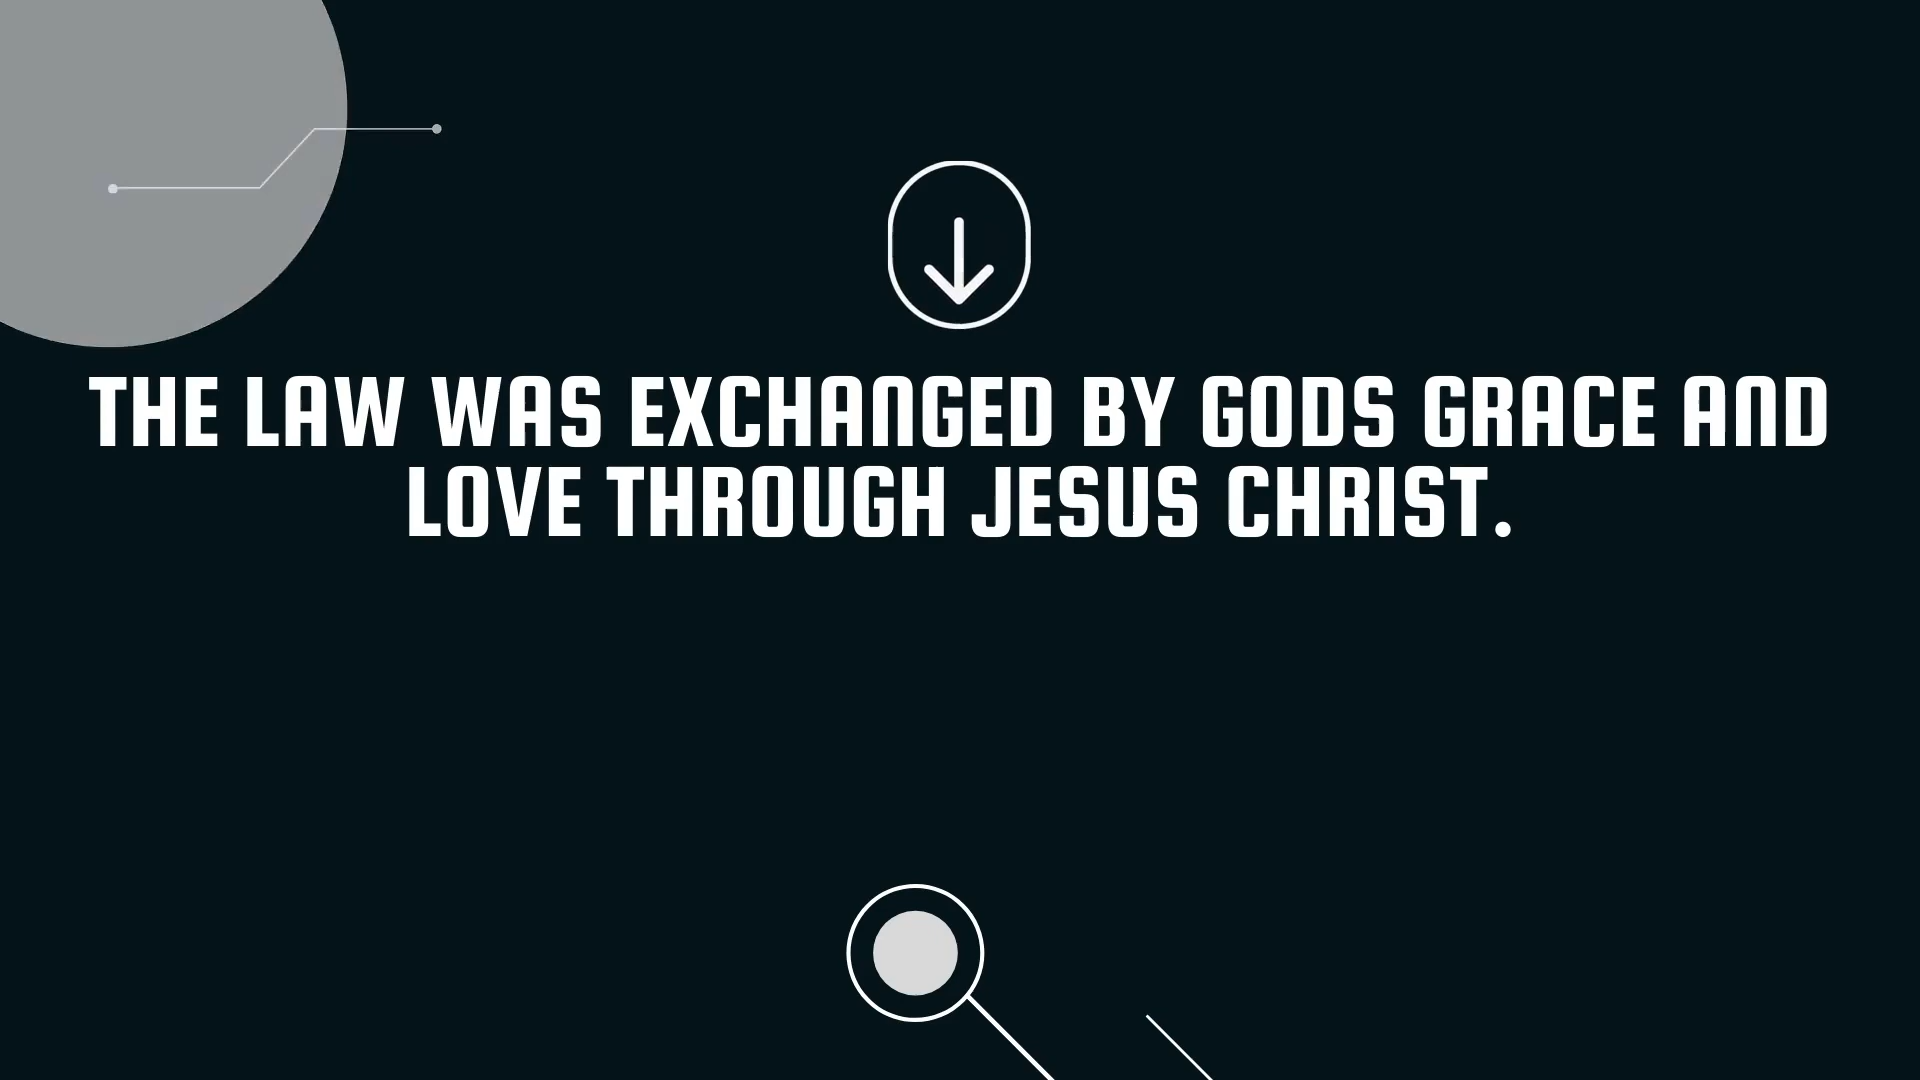 THE LAW WAS EXCHANGED BY GODS GRACE AND
LOVE THROUGH JESUS CHRIST.